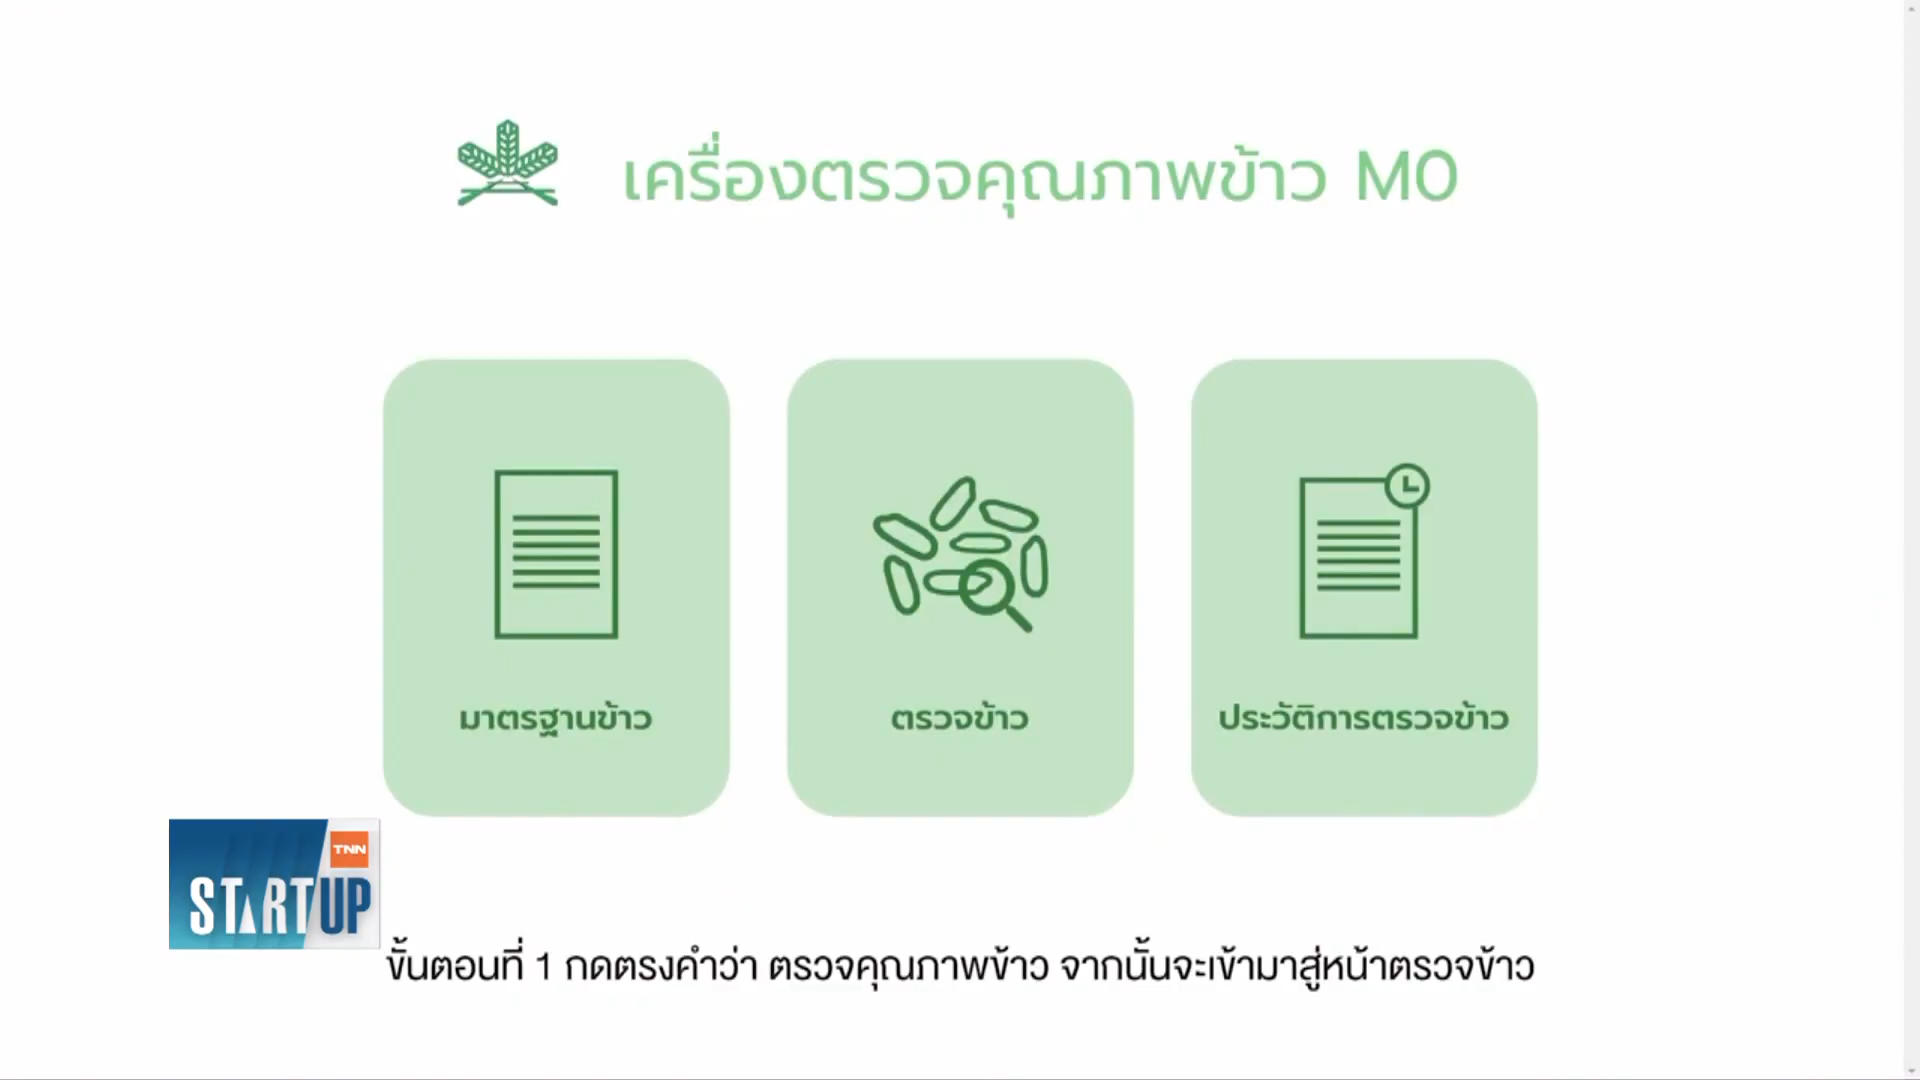 เครื่องตรวจคุณภาพข้าว M0
มาตรฐานข้าว
ตรวจข้าว
ประวัติการตรวจข้าว
TNN
STARTUP
ขั้นตอนที่ 1 กดตรงคำว่า ตรวจคุณภาพข้าว จากนั้นจะเข้ามาสู่หน้าตรวจข้าว